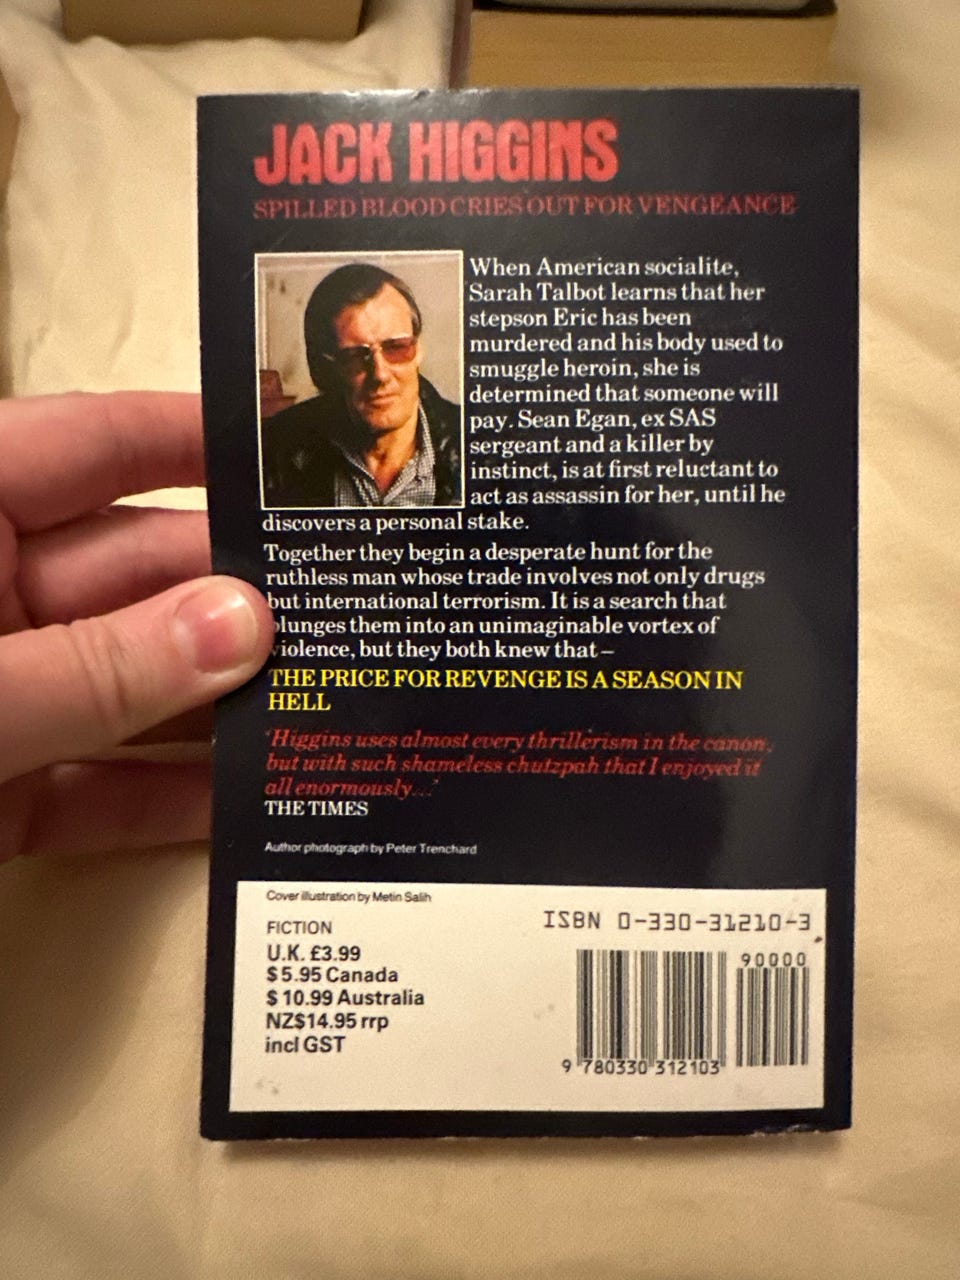 JACK HIGGINS
SPILLED BLOOD CRIES OUT FOR VENGEANCE
When American socialite,
Sarah Talbot learns that her
stepson Eric has been
murdered and his body used to
smuggle heroin, she is
determined that someone will
pay. Sean Egan, ex SAS
sergeant and a killer by
instinct, is at first reluctant to
act as assassin for her, until he
discovers a personal stake.
Together they begin a desperate hunt for the
ruthless man whose trade involves not only drugs
but international terrorism. It is a search that
plunges them into an unimaginable vortex of
violence, but they both knew that –
THE PRICE FOR REVENGE IS A SEASON IN
HELL
'Higgins uses almost every thrillerism in the canon,
but with such shameless chutzpah that I enjoyed it
all enormously...'
THE TIMES
Author photograph by Peter Trenchard
Cover illustration by Metin Salih
FICTION
U.K. £3.99
$5.95 Canada
$10.99 Australia
NZ$14.95 rrp
incl GST
ISBN 0-330-31210-3
90000
9 780330 312103